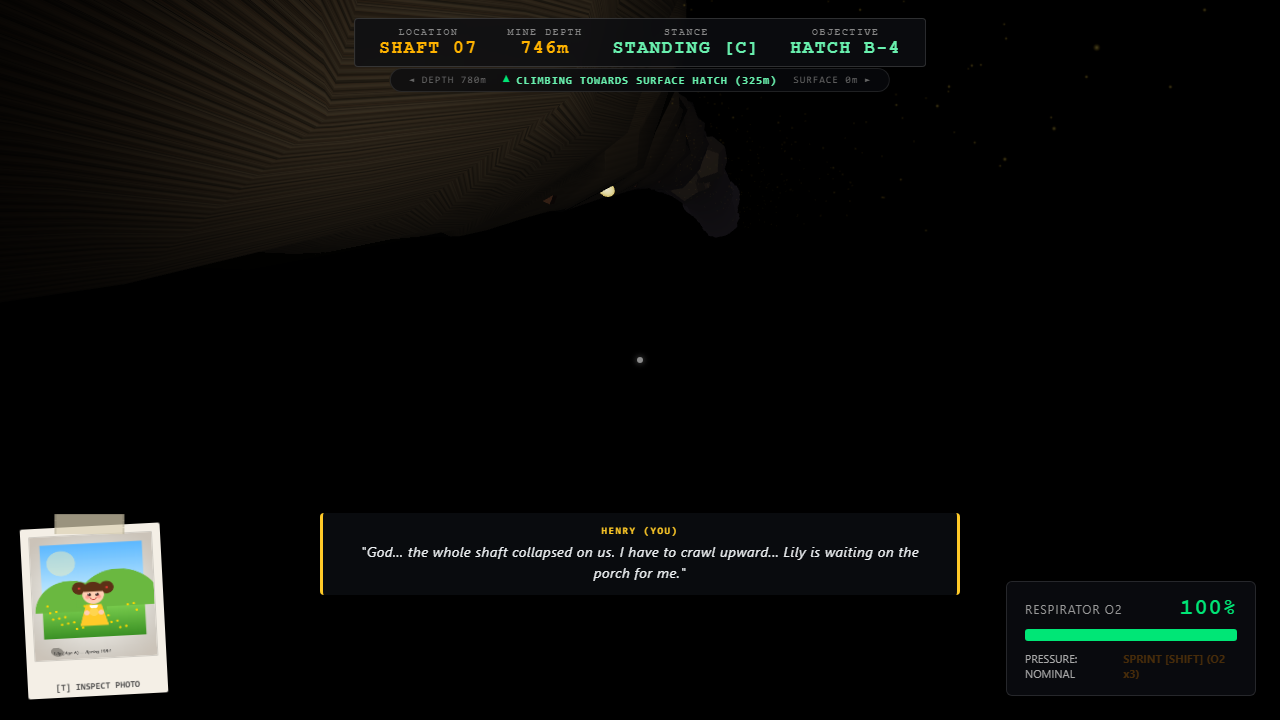 LOCATION
SHAFT 07
MINE DEPTH
746m
STANCE
STANDING [C]
OBJECTIVE
HATCH B-4
◄ DEPTH 780m
▲ CLIMBING TOWARDS SURFACE HATCH (325m)
SURFACE 0m ►
HENRY (YOU)
"God... the whole shaft collapsed on us. I have to crawl upward... Lily is waiting on the
porch for me."
Spring 1987
[T] INSPECT PHOTO
RESPIRATOR O2
100%
PRESSURE:
NOMINAL
SPRINT [SHIFT] (O2
x3)